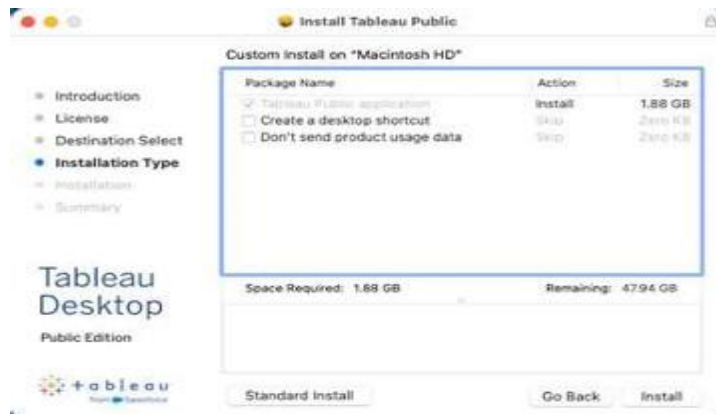 Install Tableau Public
Custom Install on "Macintosh HD"
Package Name Action Size
Tableau Public application Install 1.88 GB
Create a desktop shortcut Skip Zero KB
Don't send product usage data Skip Zero KB
Introduction
License
Destination Select
Installation Type
Installation
Summary
Space Required: 1.88 GB Remaining: 47.94 GB
Tableau
Desktop
Public Edition
+ableau
from Salesforce
Standard Install Go Back Install